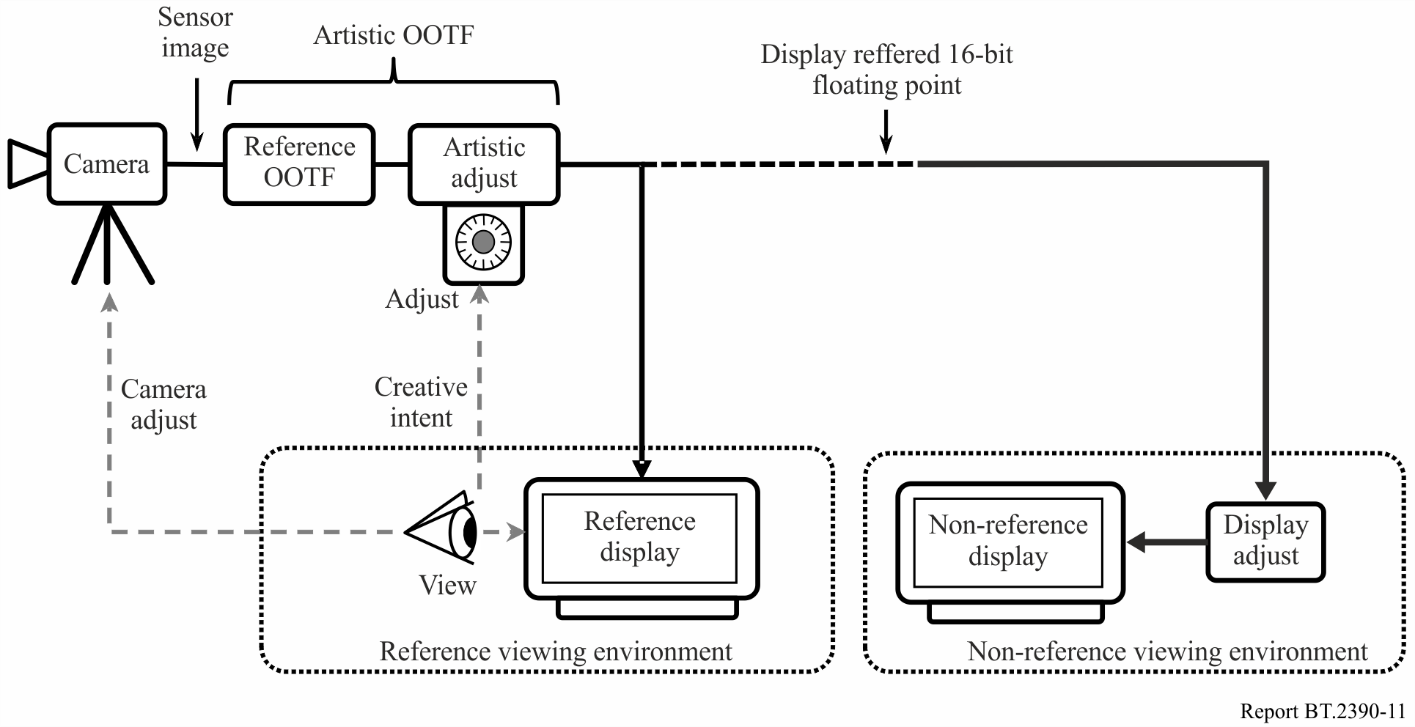 Sensor
image
Artistic OOTF
Display reffered 16-bit
floating point
Camera
Reference
OOTF
Artistic
adjust
Adjust
Camera
adjust
Creative
intent
Reference
display
View
Reference viewing environment
Non-reference
display
Display
adjust
Non-reference viewing environment
Report BT.2390-11